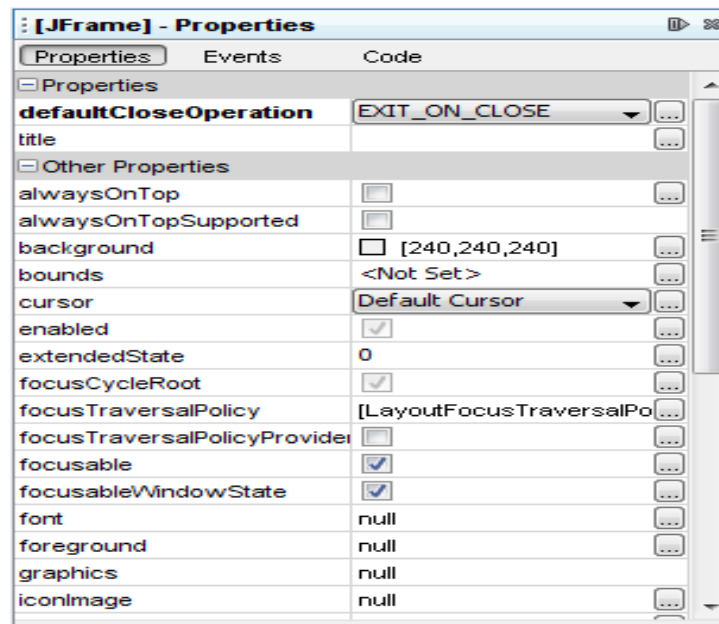 [JFrame] - Properties
Properties Events Code
Properties
defaultCloseOperation EXIT_ON_CLOSE ...
title ...
Other Properties
alwaysOnTop ...
alwaysOnTopSupported
background [240,240,240] ...
bounds <Not Set> ...
cursor Default Cursor ...
enabled ...
extendedState 0 ...
focusCycleRoot ...
focusTraversalPolicy [LayoutFocusTraversalPo ...
focusTraversalPolicyProvider ...
focusable ...
focusableWindowState ...
font null ...
foreground null ...
graphics null
iconImage null ...